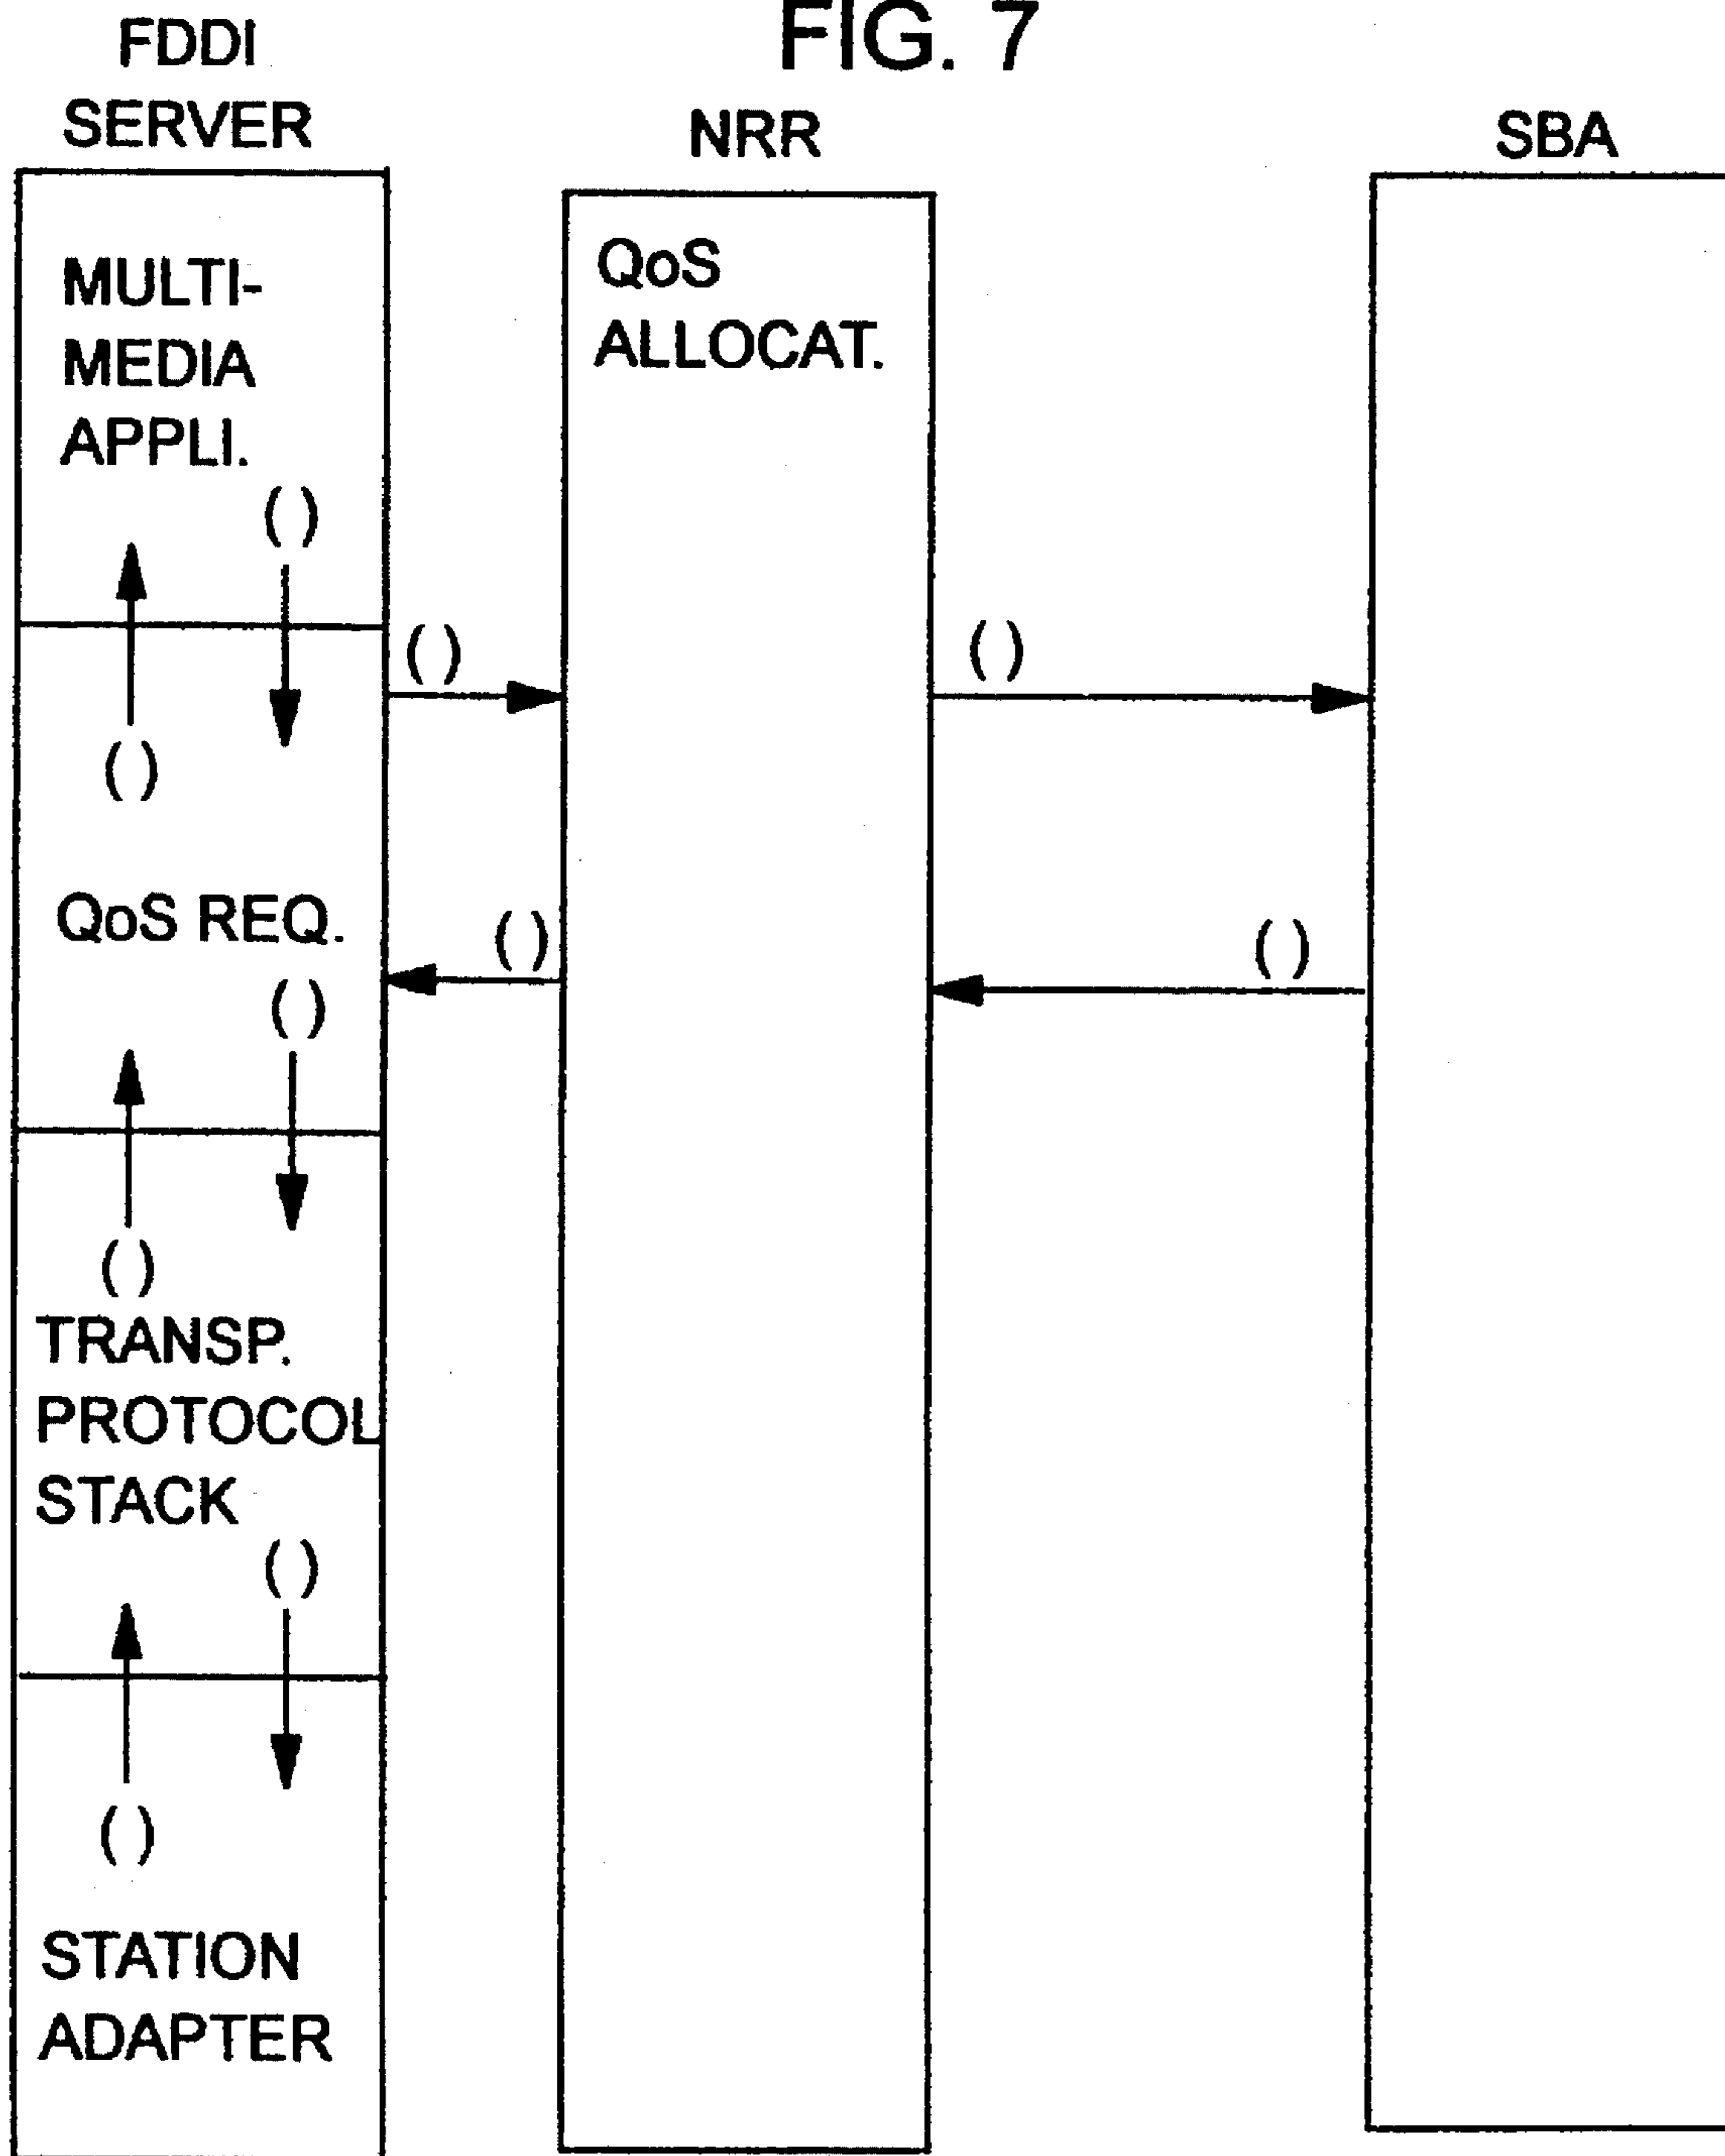 FIG. 7
FDDI
SERVER
NRR
SBA
MULTI-
MEDIA
APPLI.
( )
( )
QoS
ALLOCAT.
( )
( )
QoS REQ.
( )
( )
( )
( )
TRANSP.
PROTOCOL
STACK
( )
( )
STATION
ADAPTER